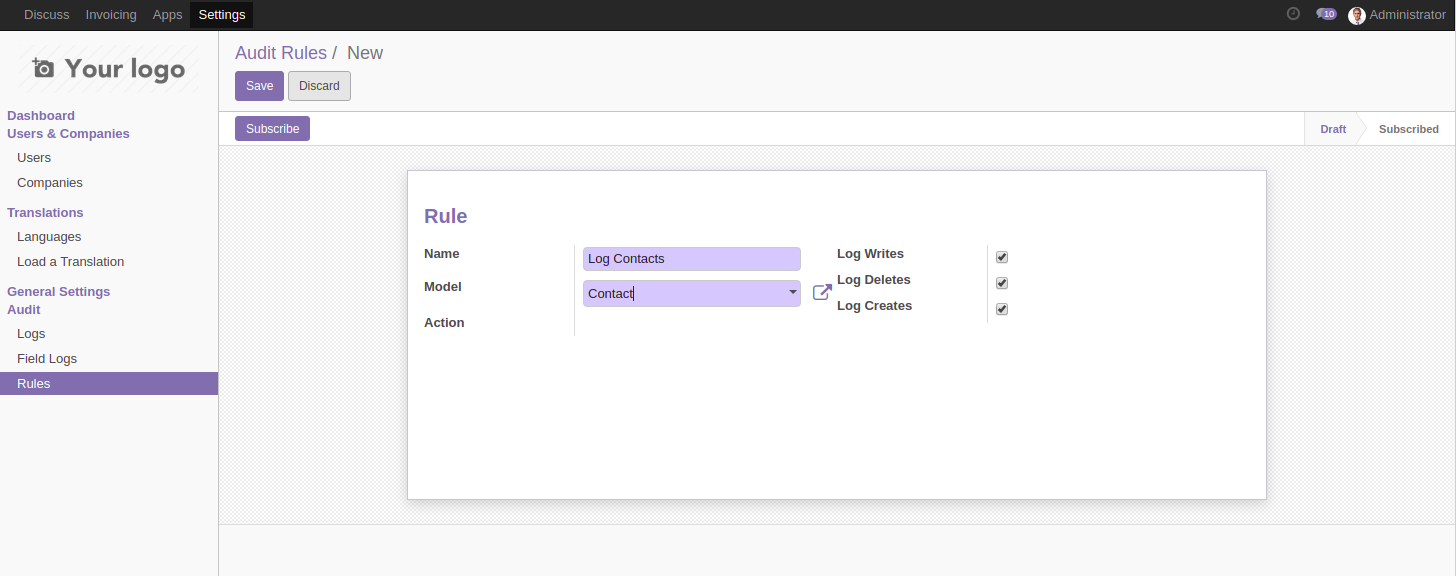 Discuss Invoicing Apps Settings 10 Administrator
Your logo
Audit Rules / New
Save Discard
Dashboard
Users & Companies
Users
Companies
Translations
Languages
Load a Translation
General Settings
Audit
Logs
Field Logs
Rules
Subscribe Draft Subscribed
Rule
Name Log Contacts
Model Contact
Action
Log Writes
Log Deletes
Log Creates